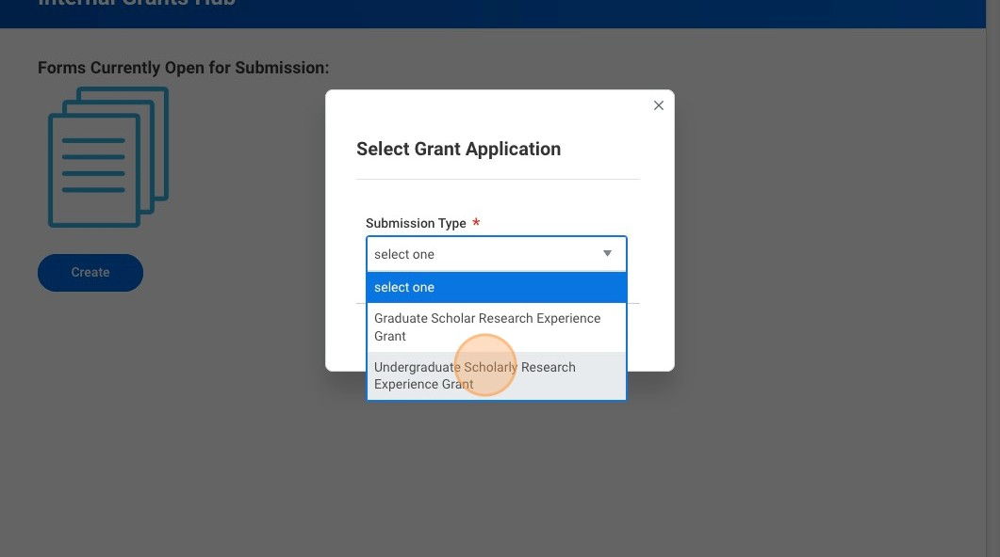 Internal Grants Hub
Forms Currently Open for Submission:
Create
Select Grant Application
Submission Type *
select one
select one
Graduate Scholar Research Experience
Grant
Undergraduate Scholarly Research
Experience Grant